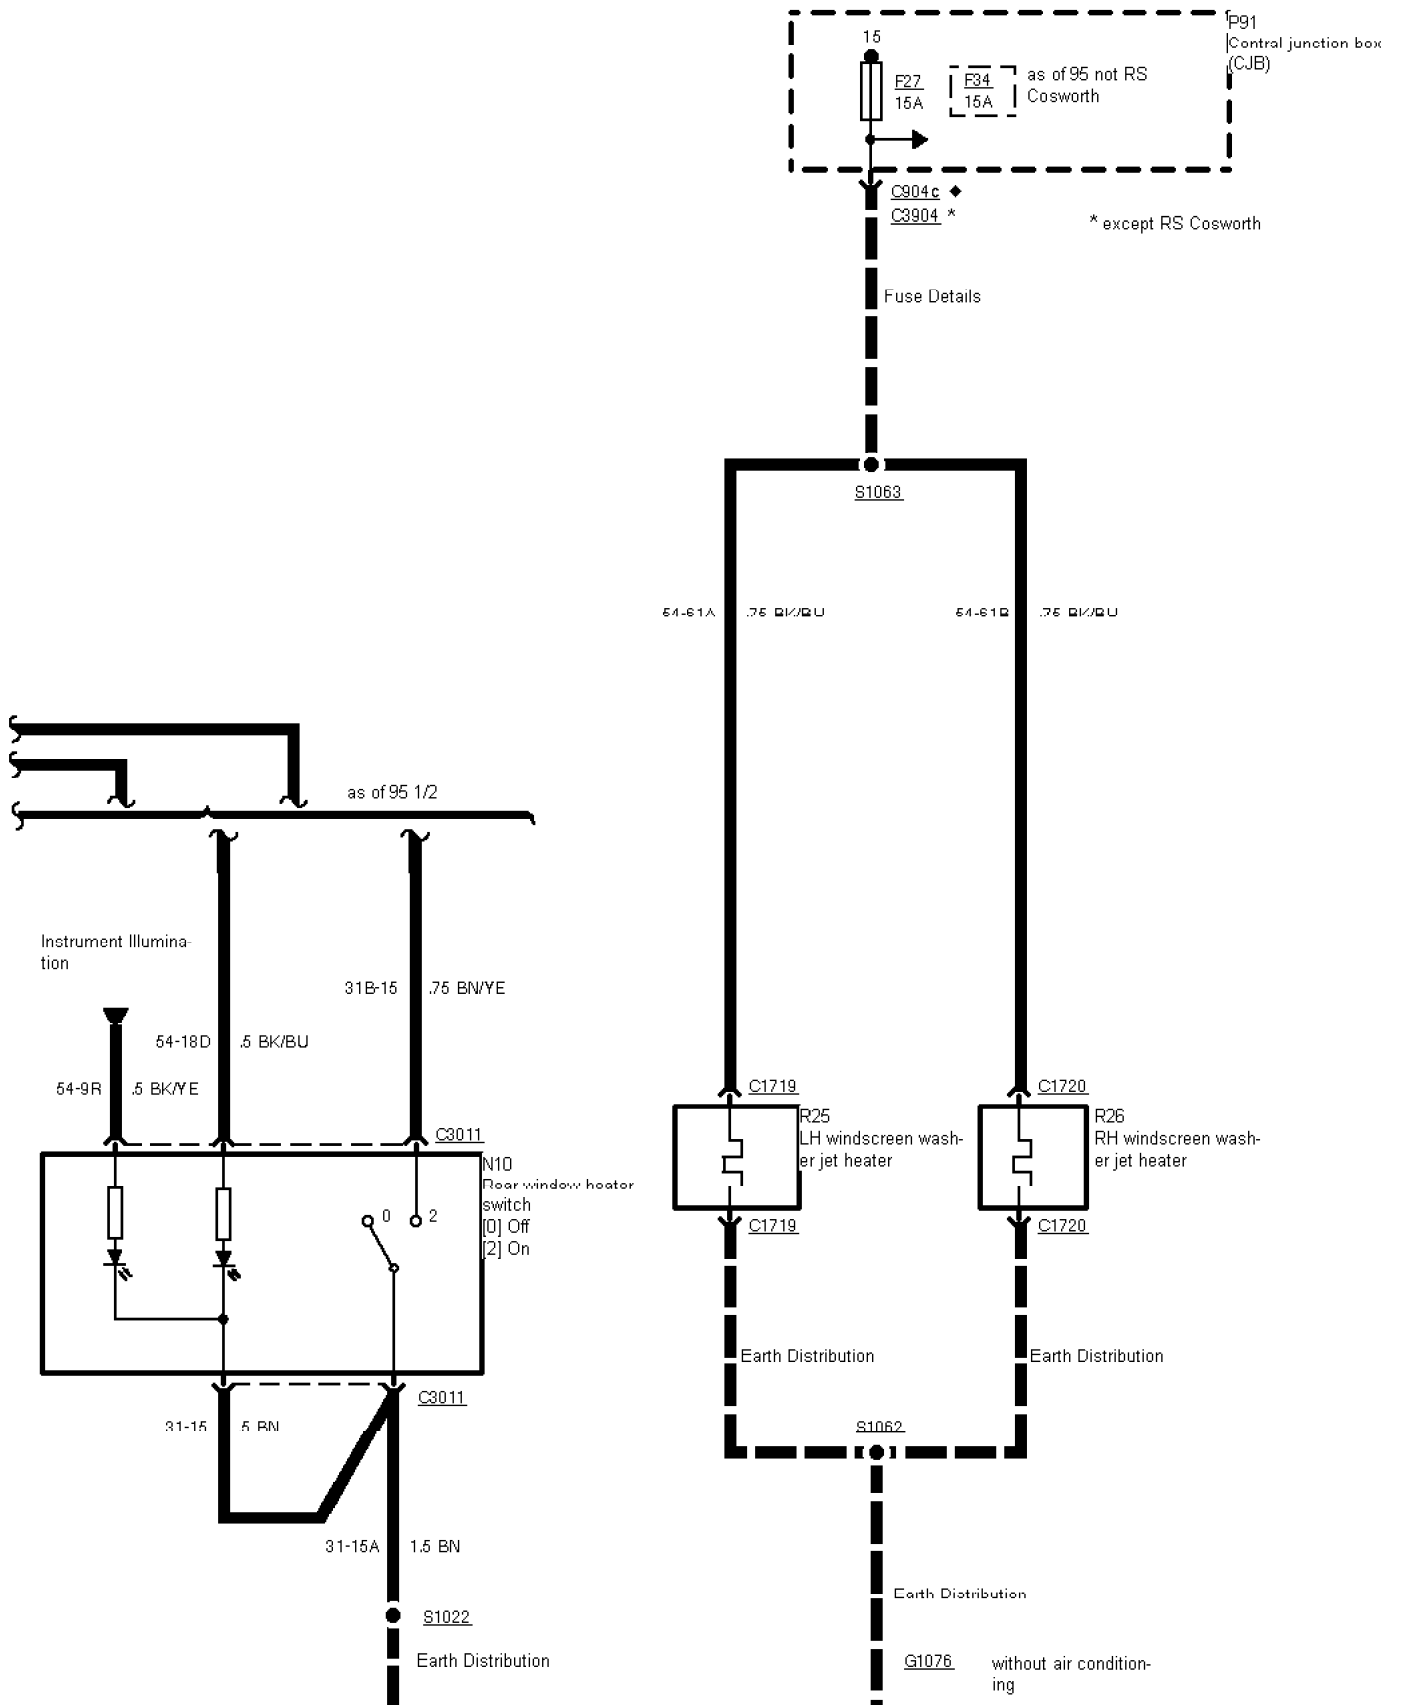 P91
Central junction box
(CJB)
15
F27
15A
F34
15A
as of 95 not RS
Cosworth
C904c ◆
C3904 *
* except RS Cosworth
Fuse Details
S1063
54-61A .75 BK/BU
54-61B .75 BK/BU
as of 95 1/2
Instrument Illumina-
tion
31B-15 .75 BN/YE
54-18D .5 BK/BU
54-9R .5 BK/YE
C3011
N10
Rear window heater
switch
[0] Off
[2] On
0
2
C1719
R25
LH windscreen wash-
er jet heater
C1719
C1720
R26
RH windscreen wash-
er jet heater
C1720
Earth Distribution
Earth Distribution
C3011
31-15 .5 BN
S1062
31-15A 1.5 BN
Earth Distribution
S1022
Earth Distribution
G1076
without air condition-
ing